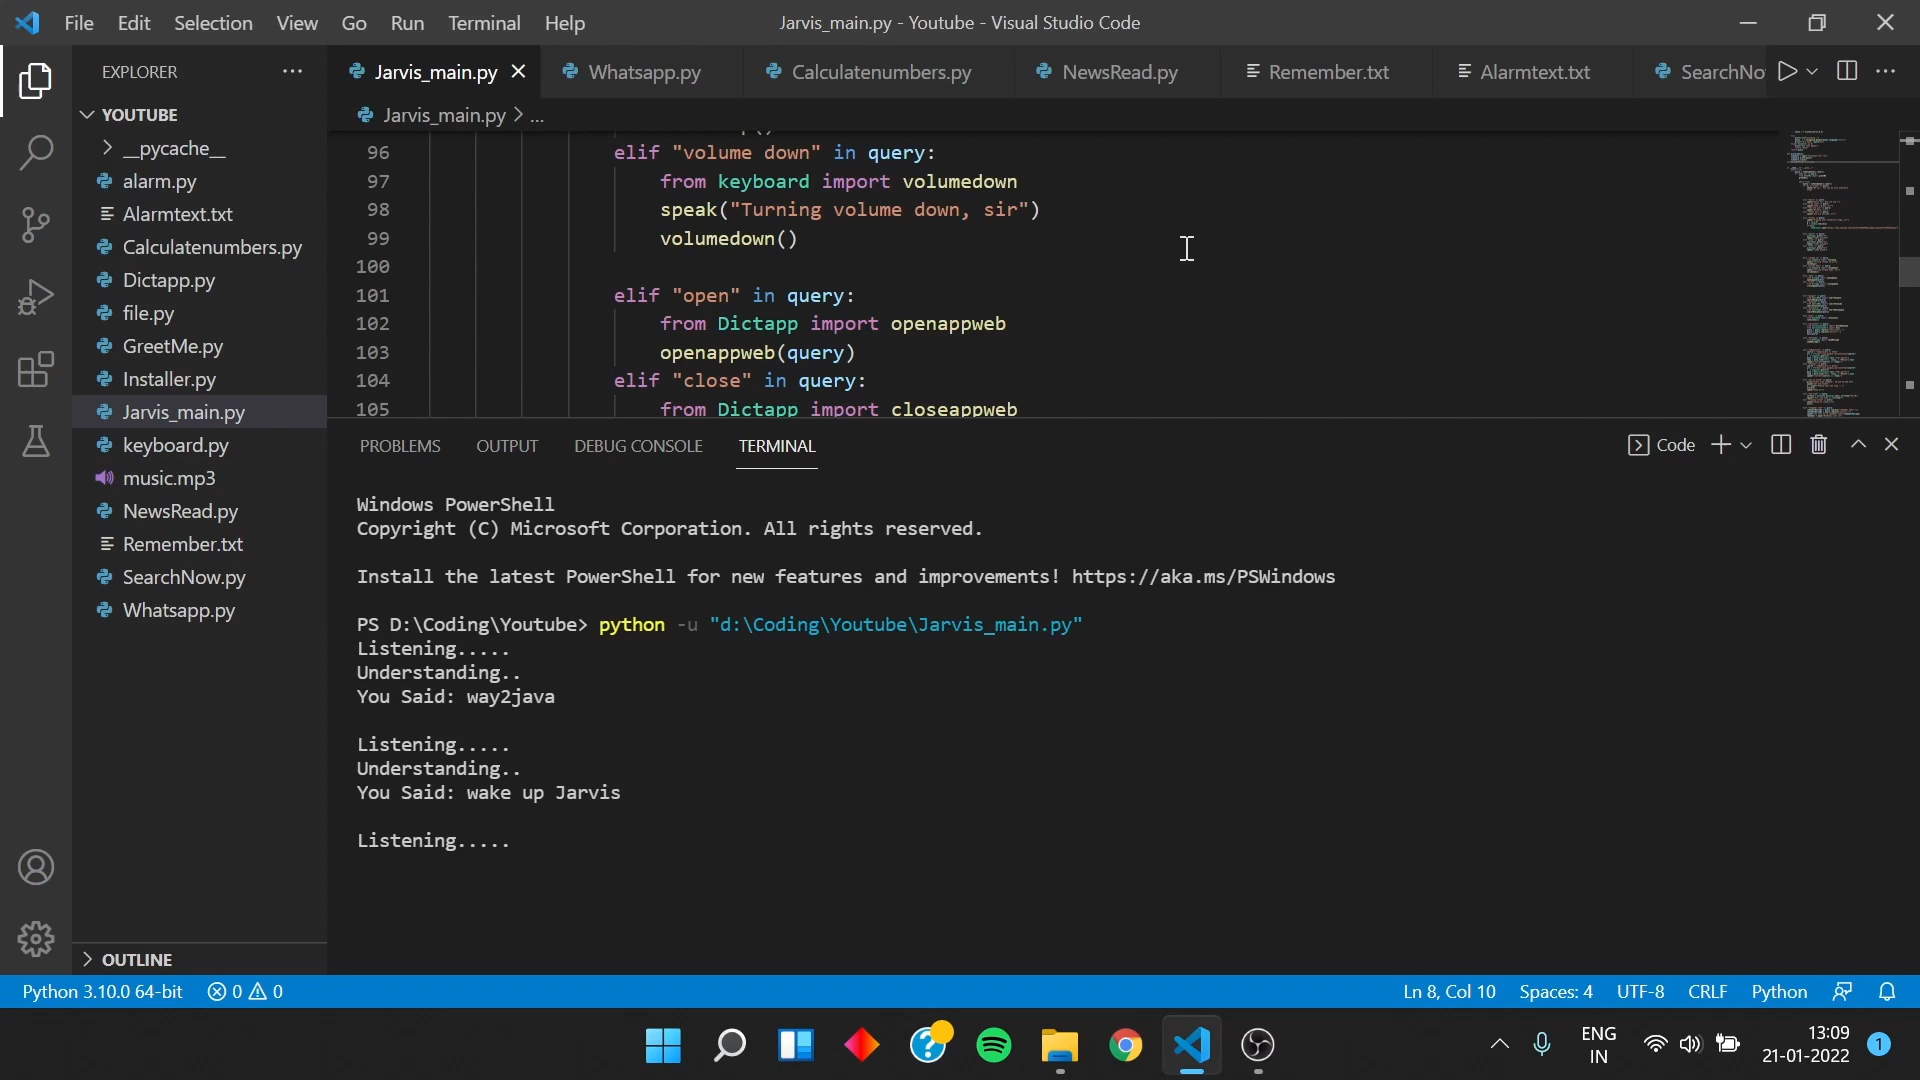 File Edit Selection View Go Run Terminal Help
Jarvis_main.py - Youtube - Visual Studio Code
EXPLORER
Jarvis_main.py Whatsapp.py Calculatenumbers.py NewsRead.py Remember.txt Alarmtext.txt SearchNo
YOUTUBE
Jarvis_main.py > ...
__pycache__
alarm.py
Alarmtext.txt
Calculatenumbers.py
Dictapp.py
file.py
GreetMe.py
Installer.py
Jarvis_main.py
keyboard.py
music.mp3
NewsRead.py
Remember.txt
SearchNow.py
Whatsapp.py
OUTLINE
96 elif "volume down" in query:
97 from keyboard import volumedown
98 speak("Turning volume down, sir")
99 volumedown()
100
101 elif "open" in query:
102 from Dictapp import openappweb
103 openappweb(query)
104 elif "close" in query:
105 from Dictapp import closeappweb
PROBLEMS OUTPUT DEBUG CONSOLE TERMINAL
Code
Windows PowerShell
Copyright (C) Microsoft Corporation. All rights reserved.
Install the latest PowerShell for new features and improvements! https://aka.ms/PSWindows
PS D:\Coding\Youtube> python -u "d:\Coding\Youtube\Jarvis_main.py"
Listening.....
Understanding..
You Said: way2java
Listening.....
Understanding..
You Said: wake up Jarvis
Listening.....
Python 3.10.0 64-bit 0 0
Ln 8, Col 10 Spaces: 4 UTF-8 CRLF Python
ENG
IN
13:09
21-01-2022
1